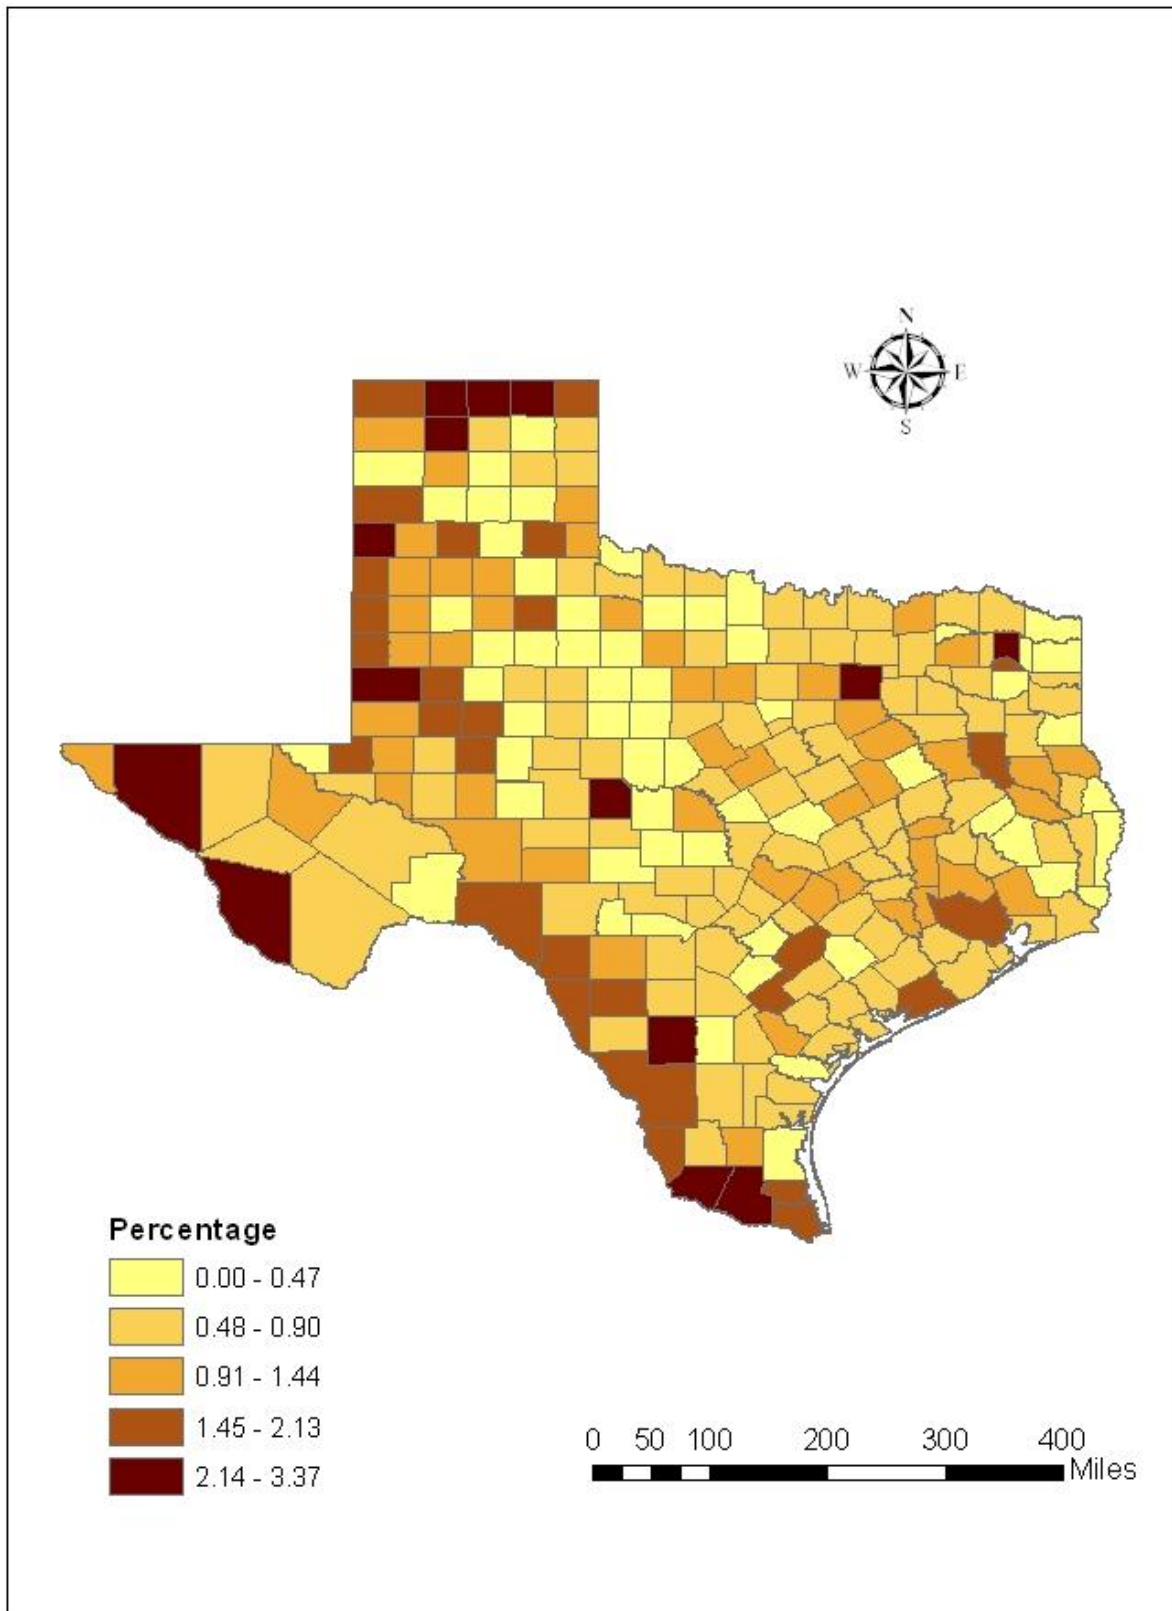 N
W E
S
Percentage
0.00 - 0.47
0.48 - 0.90
0.91 - 1.44
1.45 - 2.13
2.14 - 3.37
0 50 100 200 300 400
Miles